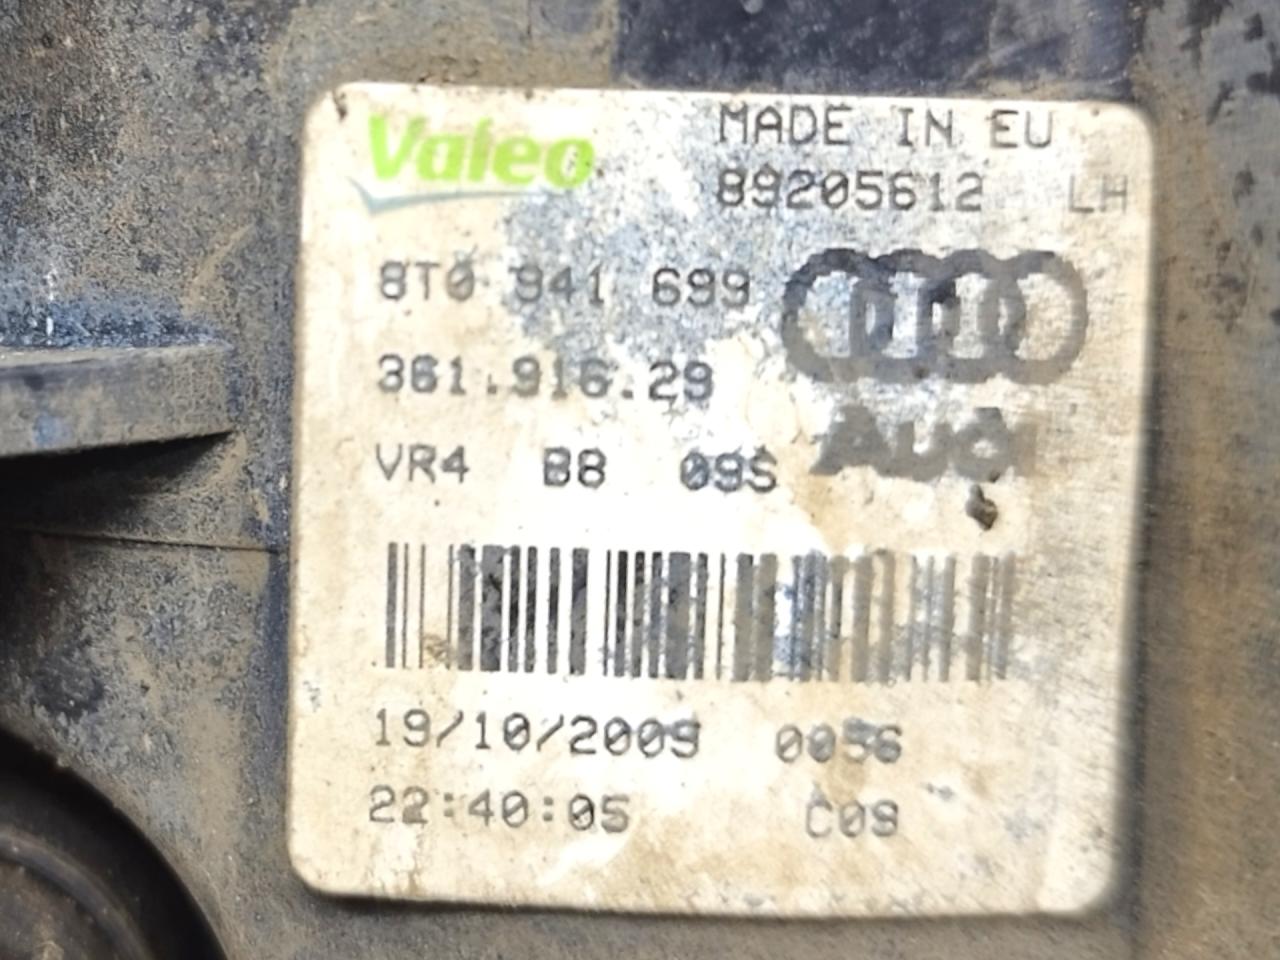 Valeo
MADE IN EU
89205612 LH
8T0 941 699
361.916.29
VR4 B8 09S
Audi
19/10/2009 0056
22:40:05 C09